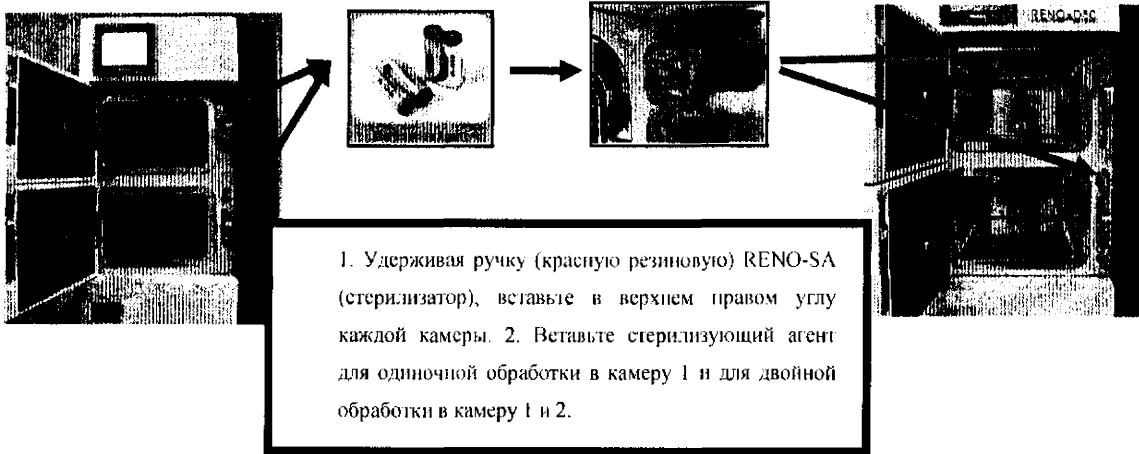 RENO-D50
1. Удерживая ручку (красную резиновую) RENO-SA
(стерилизатор), вставьте в верхнем правом углу
каждой камеры. 2. Вставьте стерилизующий агент
для одиночной обработки в камеру 1 и для двойной
обработки в камеру 1 и 2.